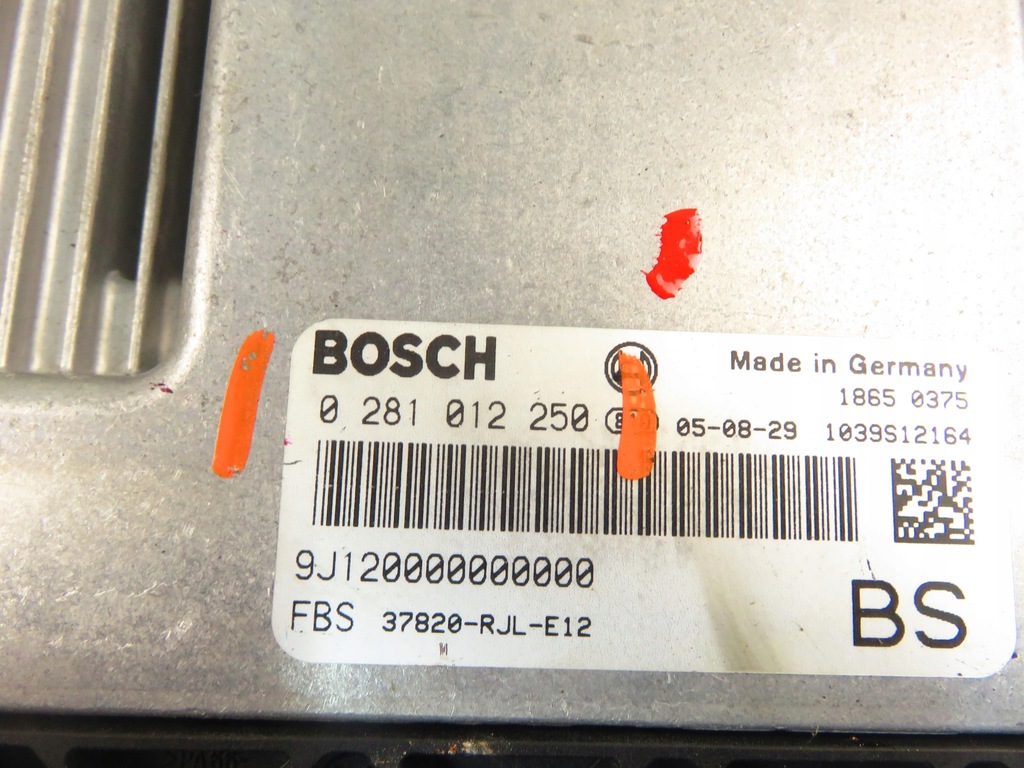 BOSCH
Made in Germany
1865 0375
0 281 012 250 05-08-29 1039S12164
9J120000000000
FBS 37820-RJL-E12
BS